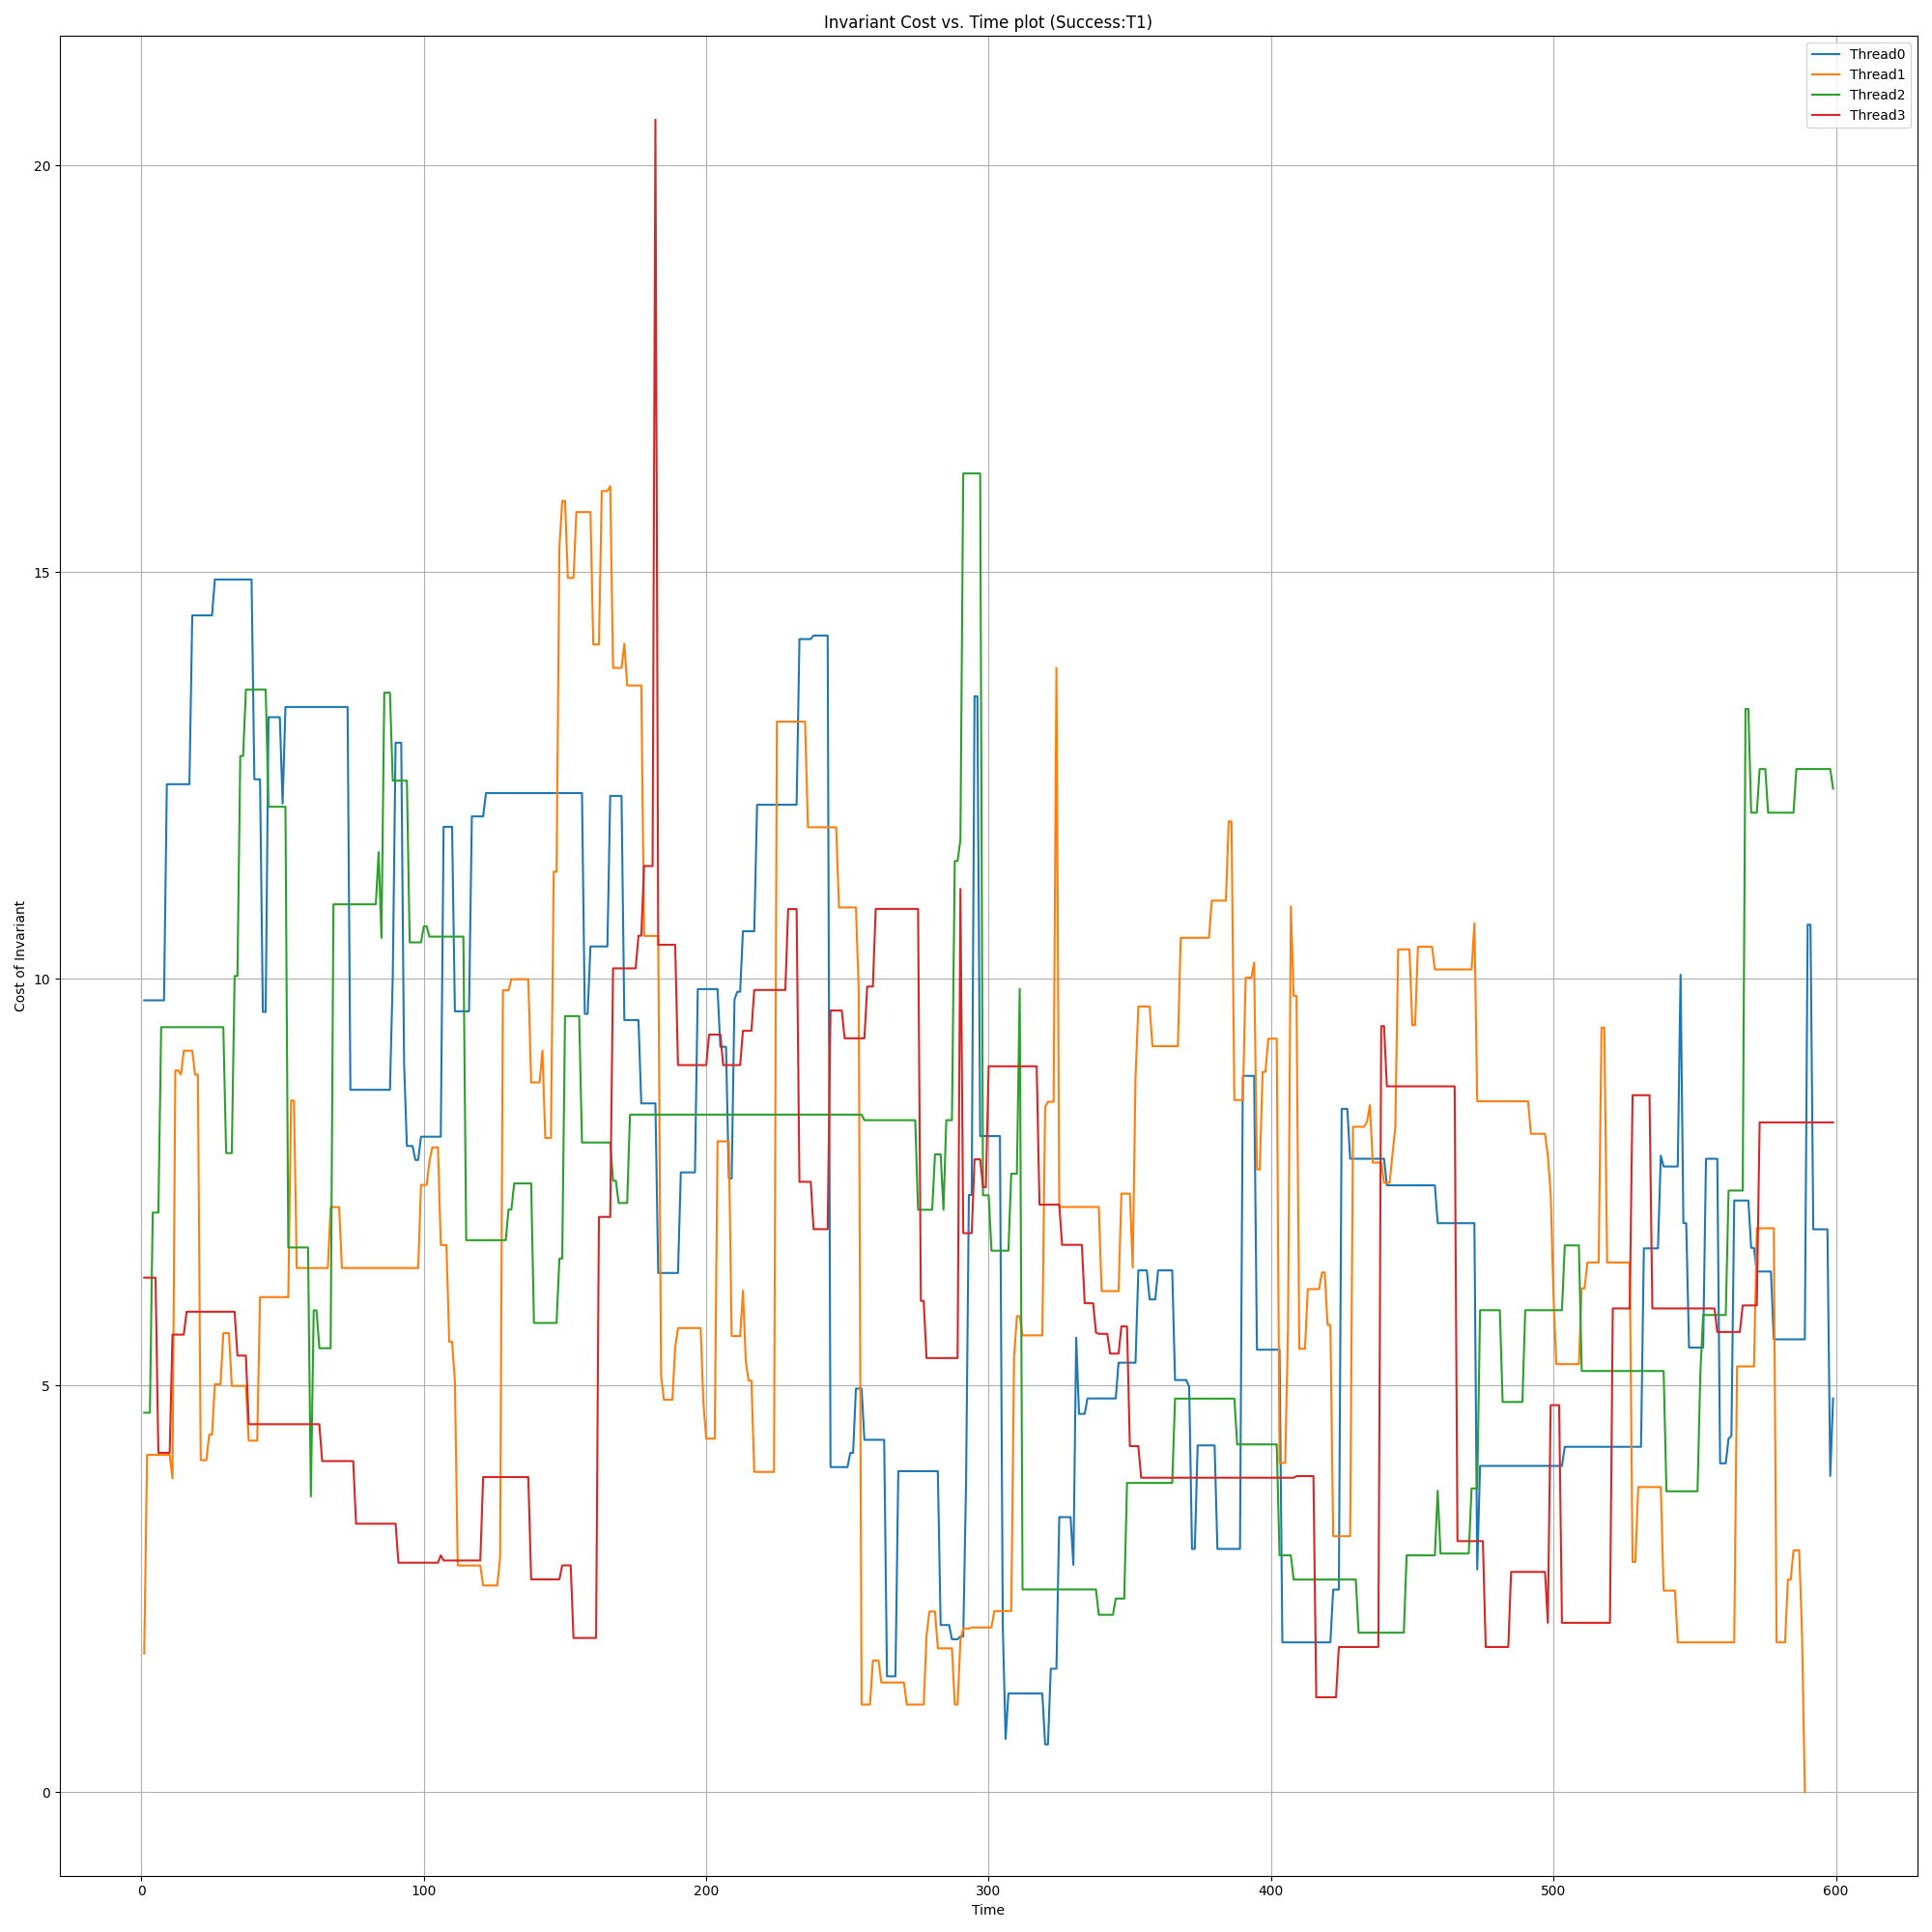 Invariant Cost vs. Time plot (Success:T1)
Thread0
Thread1
Thread2
Thread3
Cost of Invariant
20
15
10
5
0
0 100 200 300 400 500 600
Time